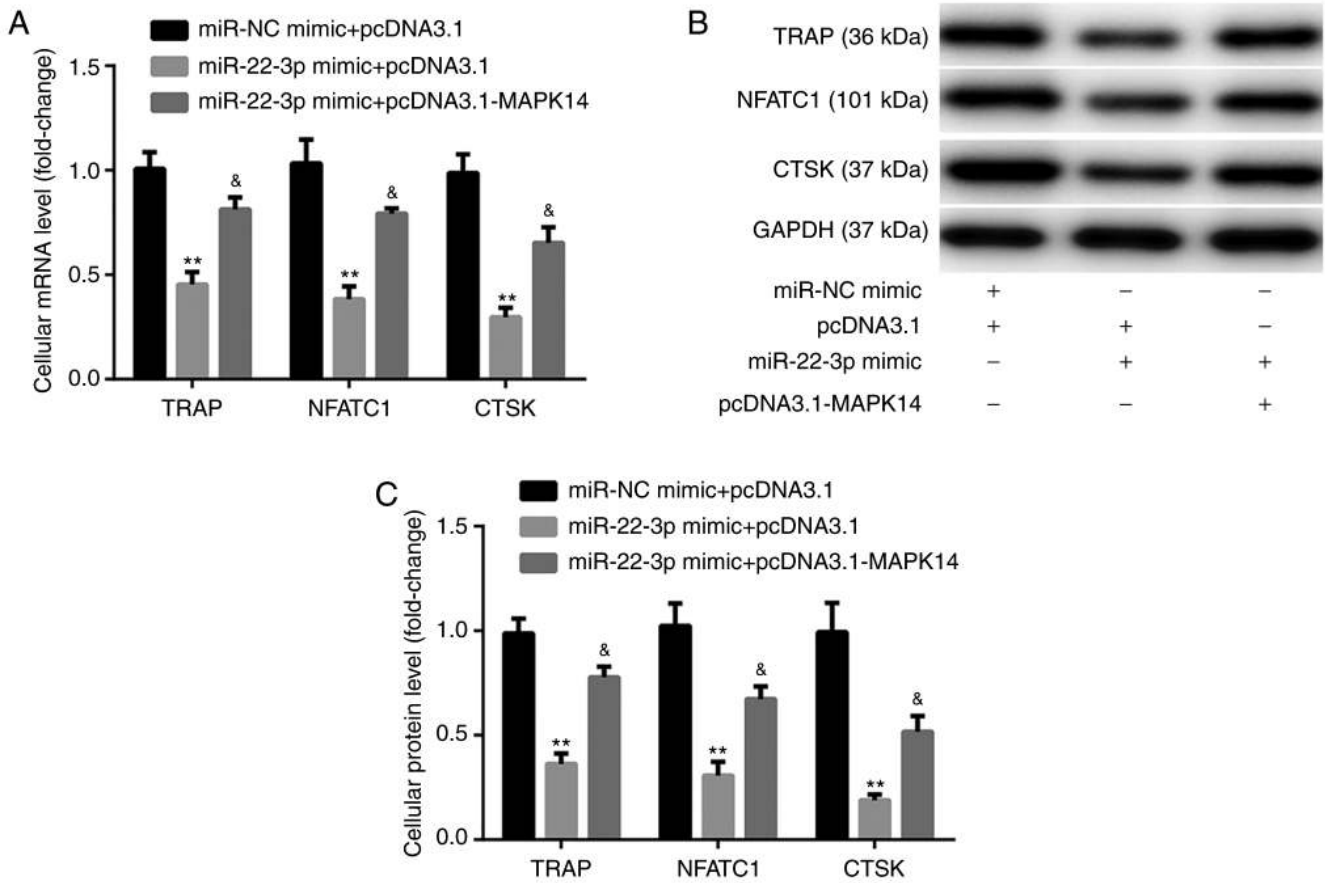 A
miR-NC mimic+pcDNA3.1
miR-22-3p mimic+pcDNA3.1
miR-22-3p mimic+pcDNA3.1-MAPK14
Cellular mRNA level (fold-change)
1.5
1.0
0.5
0.0
** & ** & ** &
TRAP NFATC1 CTSK
B
TRAP (36 kDa)
NFATC1 (101 kDa)
CTSK (37 kDa)
GAPDH (37 kDa)
miR-NC mimic + − −
pcDNA3.1 + + −
miR-22-3p mimic − + +
pcDNA3.1-MAPK14 − − +
C
miR-NC mimic+pcDNA3.1
miR-22-3p mimic+pcDNA3.1
miR-22-3p mimic+pcDNA3.1-MAPK14
Cellular protein level (fold-change)
1.5
1.0
0.5
0.0
** & ** & ** &
TRAP NFATC1 CTSK